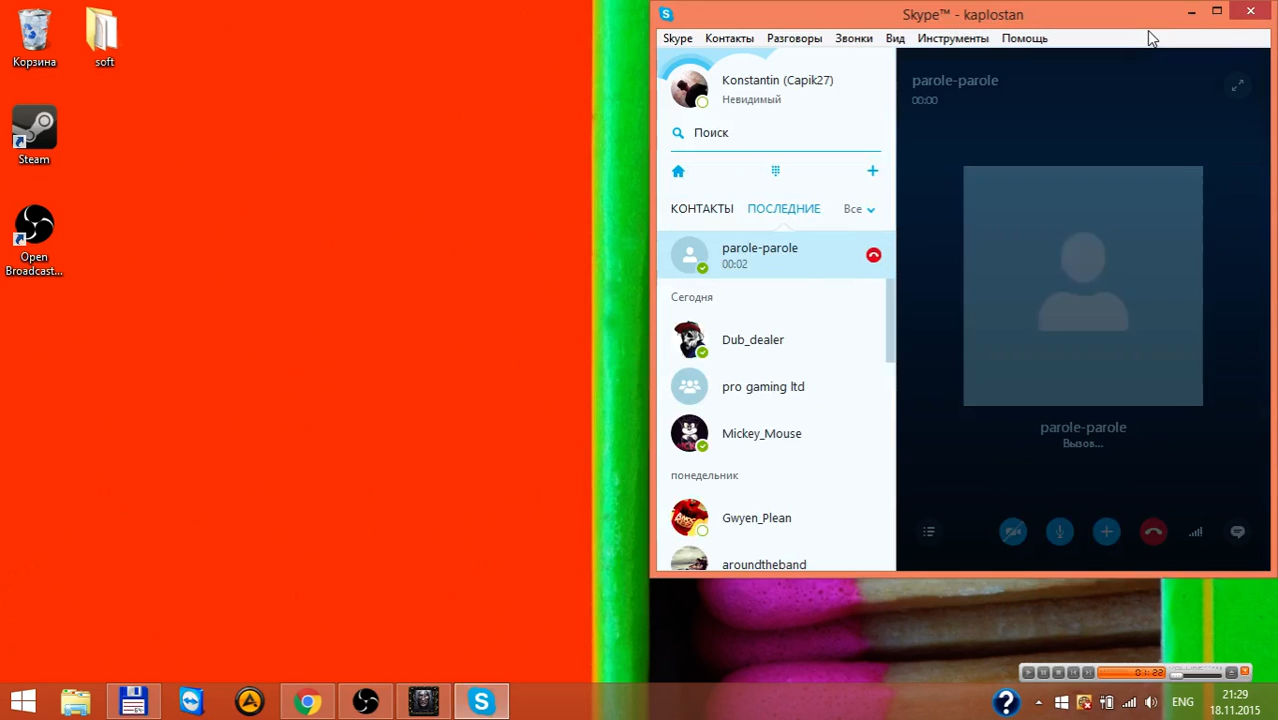 Корзина
soft
Steam
Open
Broadcast...
Skype™ - kaplostan
Skype Контакты Разговоры Звонки Вид Инструменты Помощь
Konstantin (Capik27)
Невидимый
Поиск
КОНТАКТЫ ПОСЛЕДНИЕ Все
parole-parole
00:02
Сегодня
Dub_dealer
pro gaming ltd
Mickey_Mouse
понедельник
Gwyen_Plean
aroundtheband
parole-parole
00:00
parole-parole
Вызов...
01:22
ENG
21:29
18.11.2015